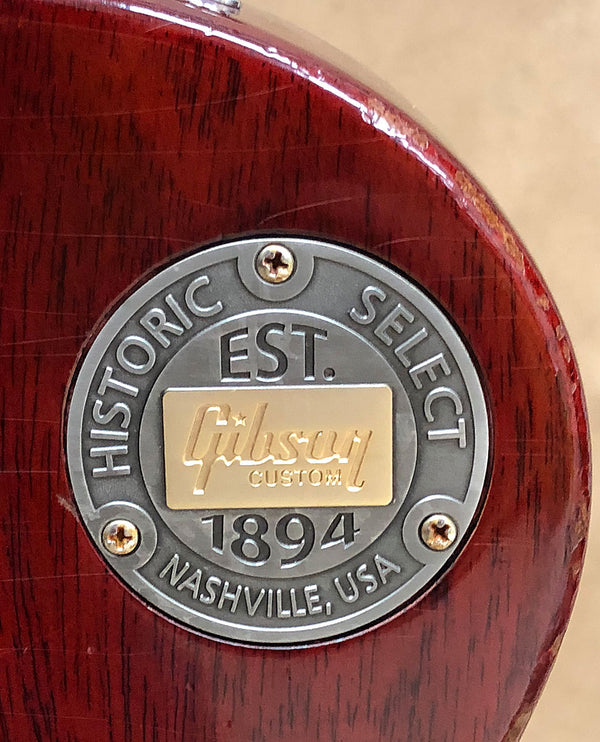 HISTORIC SELECT
EST.
Gibson
CUSTOM
1894
NASHVILLE, USA